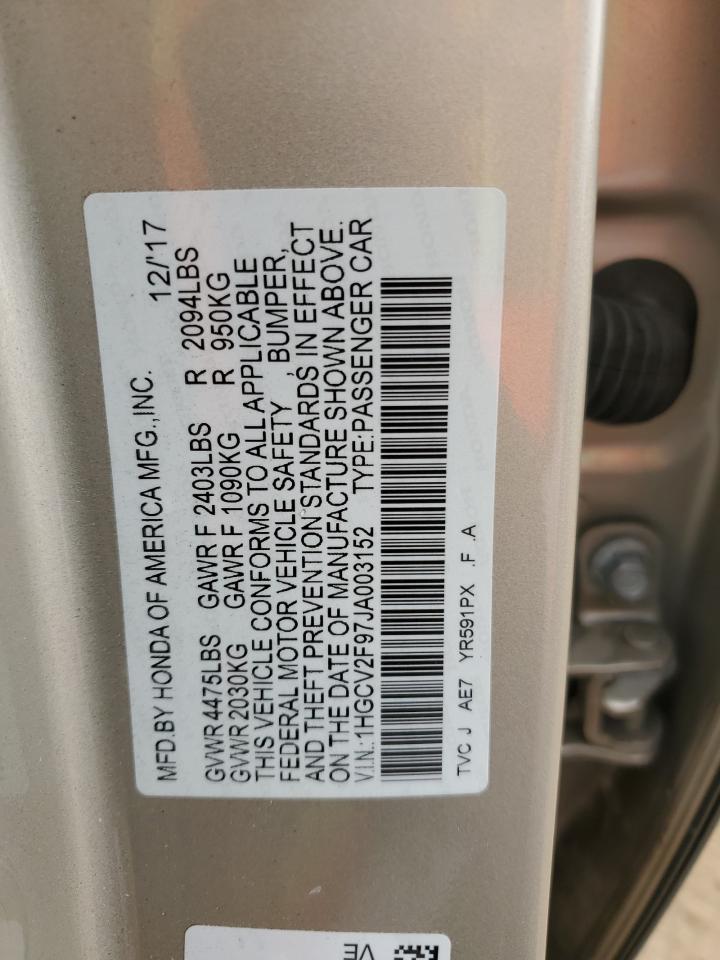 MFD.BY HONDA OF AMERICA MFG.,INC. 12/'17
GVWR 4475LBS GAWR F 2403LBS R 2094LBS
GVWR 2030KG GAWR F 1090KG R 950KG
THIS VEHICLE CONFORMS TO ALL APPLICABLE
FEDERAL MOTOR VEHICLE SAFETY , BUMPER,
AND THEFT PREVENTION STANDARDS IN EFFECT
ON THE DATE OF MANUFACTURE SHOWN ABOVE.
V.I.N.:1HGCV2F97JA003152 TYPE:PASSENGER CAR
TVC J AE7 YR591PX .F .A
VE